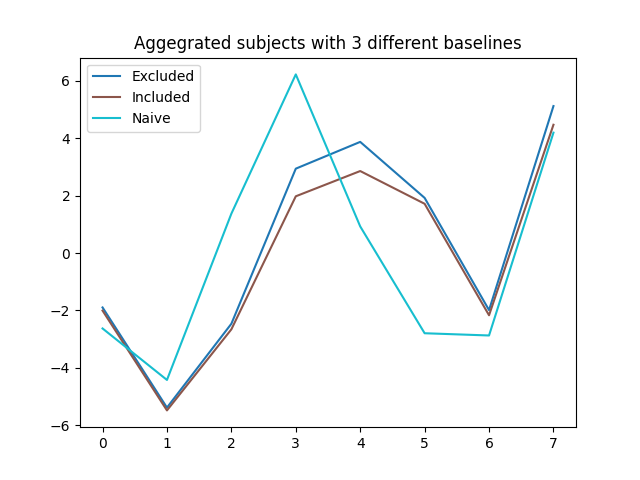 Aggegrated subjects with 3 different baselines
Excluded
Included
Naive
6
4
2
0
−2
−4
−6
0 1 2 3 4 5 6 7